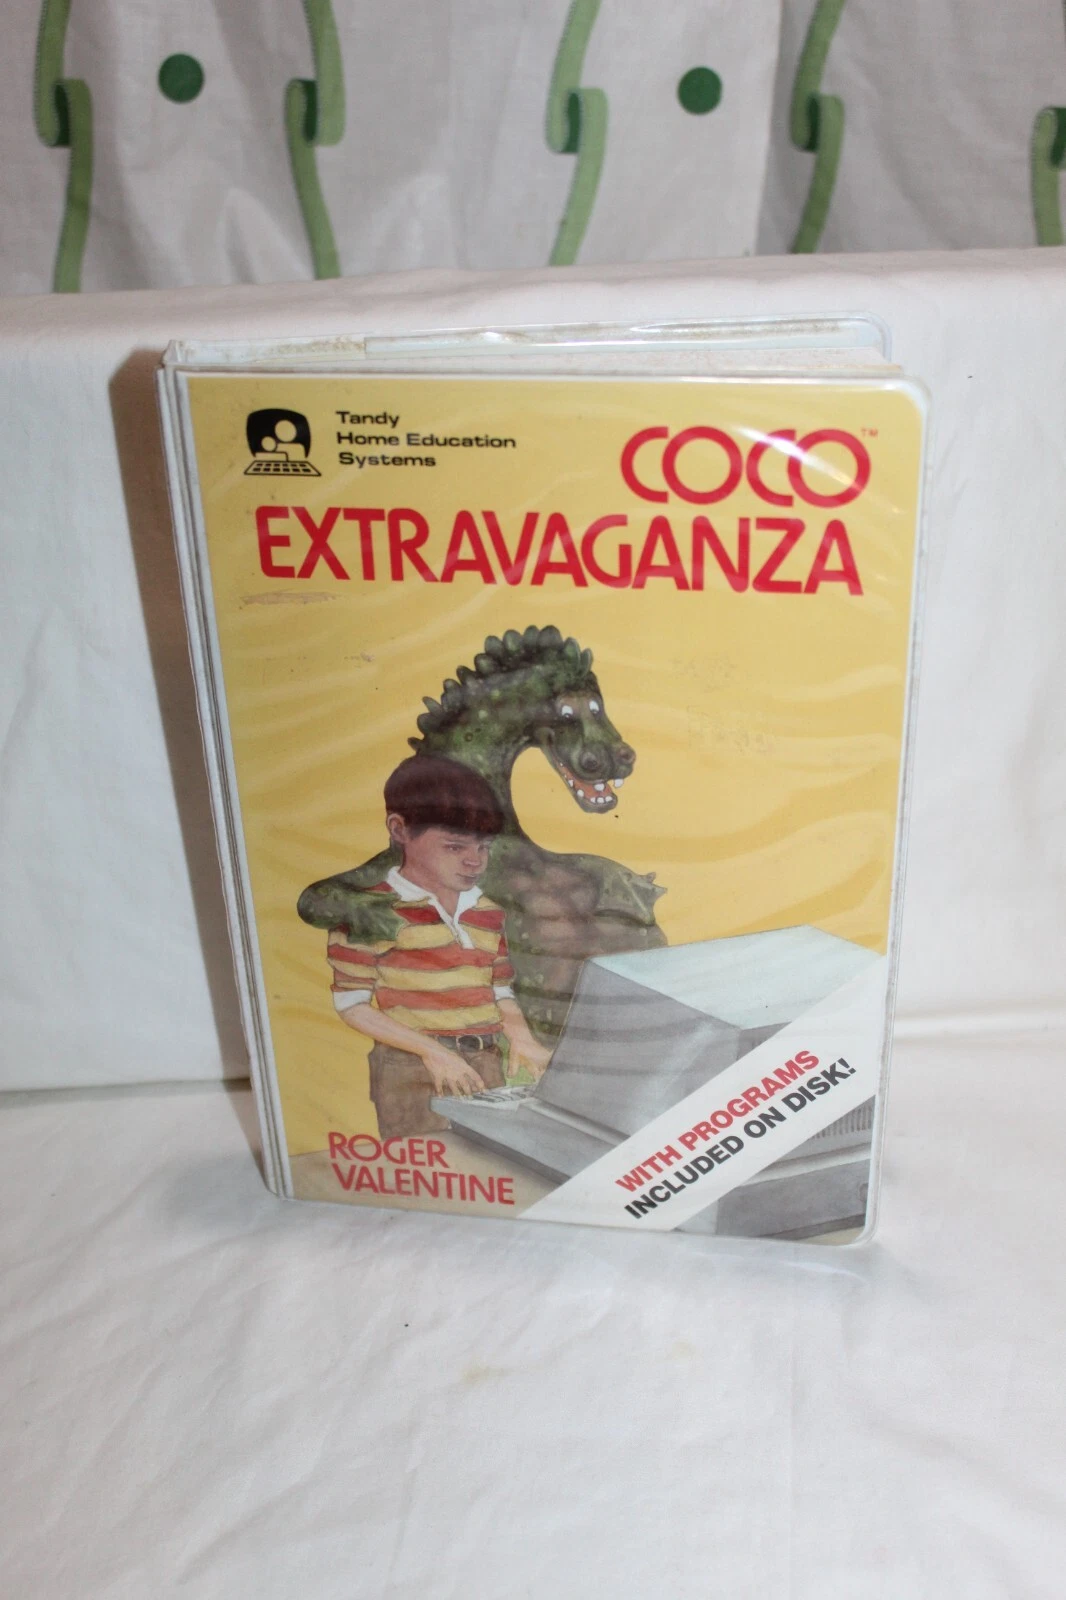 Tandy
Home Education
Systems
COCO™
EXTRAVAGANZA
ROGER
VALENTINE
WITH PROGRAMS
INCLUDED ON DISK!